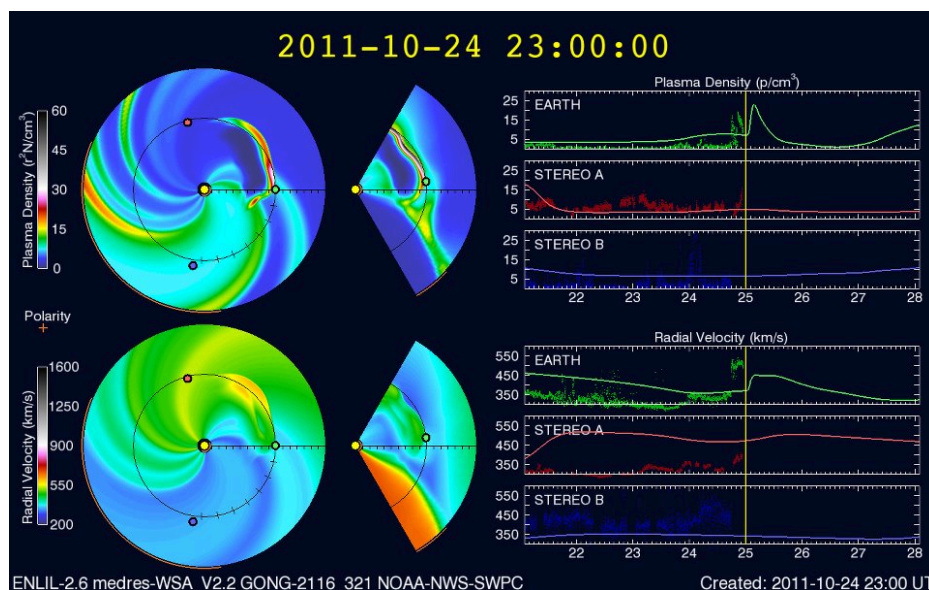 2011-10-24 23:00:00
Plasma Density (r²N/cm³)
60
45
30
15
0
Plasma Density (p/cm³)
25
15
5
EARTH
25
15
5
STEREO A
25
15
5
STEREO B
22 23 24 25 26 27 28
Polarity
+
Radial Velocity (km/s)
1600
1250
900
550
200
Radial Velocity (km/s)
550
450
350
EARTH
550
450
350
STEREO A
550
450
350
STEREO B
22 23 24 25 26 27 28
ENLIL-2.6 medres-WSA V2.2 GONG-2116 321 NOAA-NWS-SWPC
Created: 2011-10-24 23:00 UT